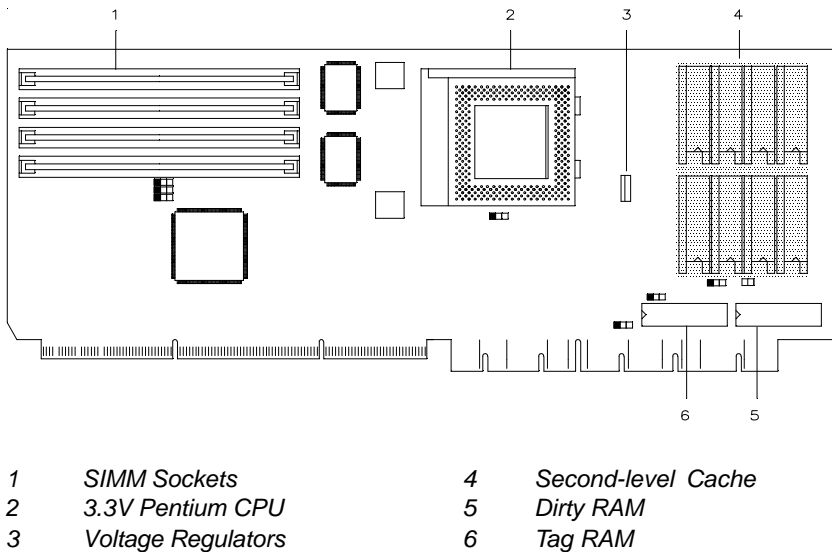 1 2 3 4
6 5
1 SIMM Sockets 4 Second-level Cache
2 3.3V Pentium CPU 5 Dirty RAM
3 Voltage Regulators 6 Tag RAM